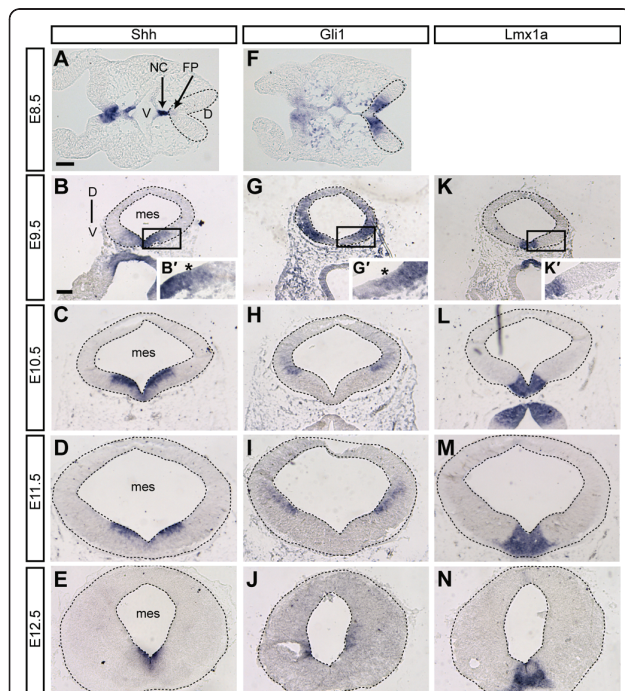 Shh Gli1 Lmx1a
E8.5
A NC FP V D
F
E9.5
B D V mes B′ *
G G′ *
K K′
E10.5
C mes
H
L
E11.5
D mes
I
M
E12.5
E mes
J
N